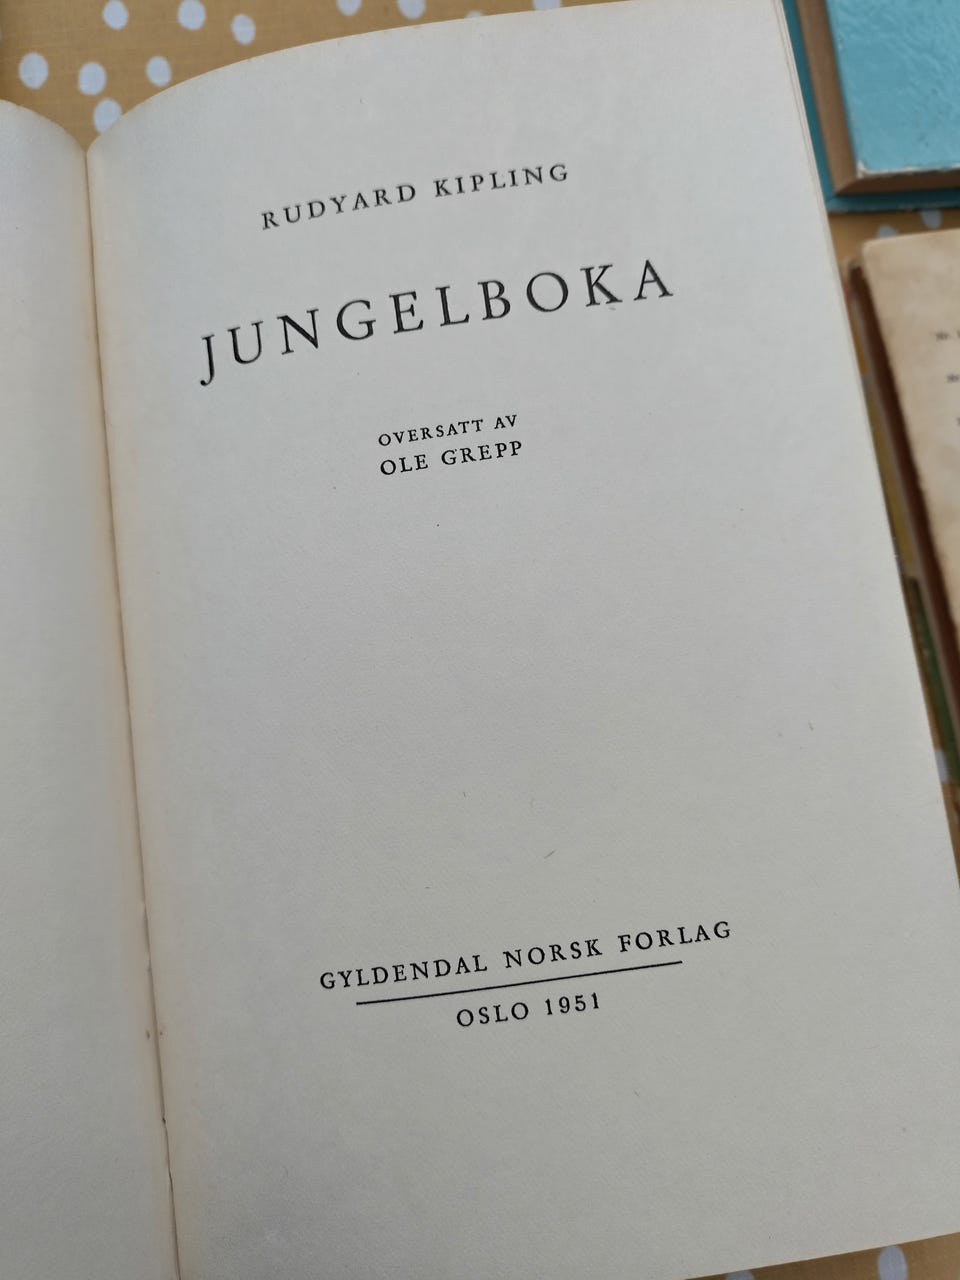 RUDYARD KIPLING
JUNGELBOKA
OVERSATT AV
OLE GREPP
GYLDENDAL NORSK FORLAG
OSLO 1951